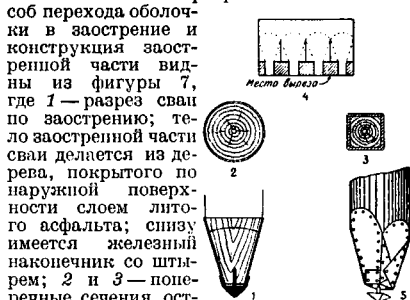 соб перехода оболоч-
ки в заострение и
конструкция заост-
ренной части вид-
ны из фигуры 7,
где 1 — разрез сваи
по заострению; те-
ло заостренной части
сваи делается из де-
рева, покрытого по
наружной поверх-
ности слоем лито-
го асфальта; снизу
имеется железный
наконечник со шты-
рем; 2 и 3 — попе-
речные сечения ост-
Место выреза
4
2
3
1
5